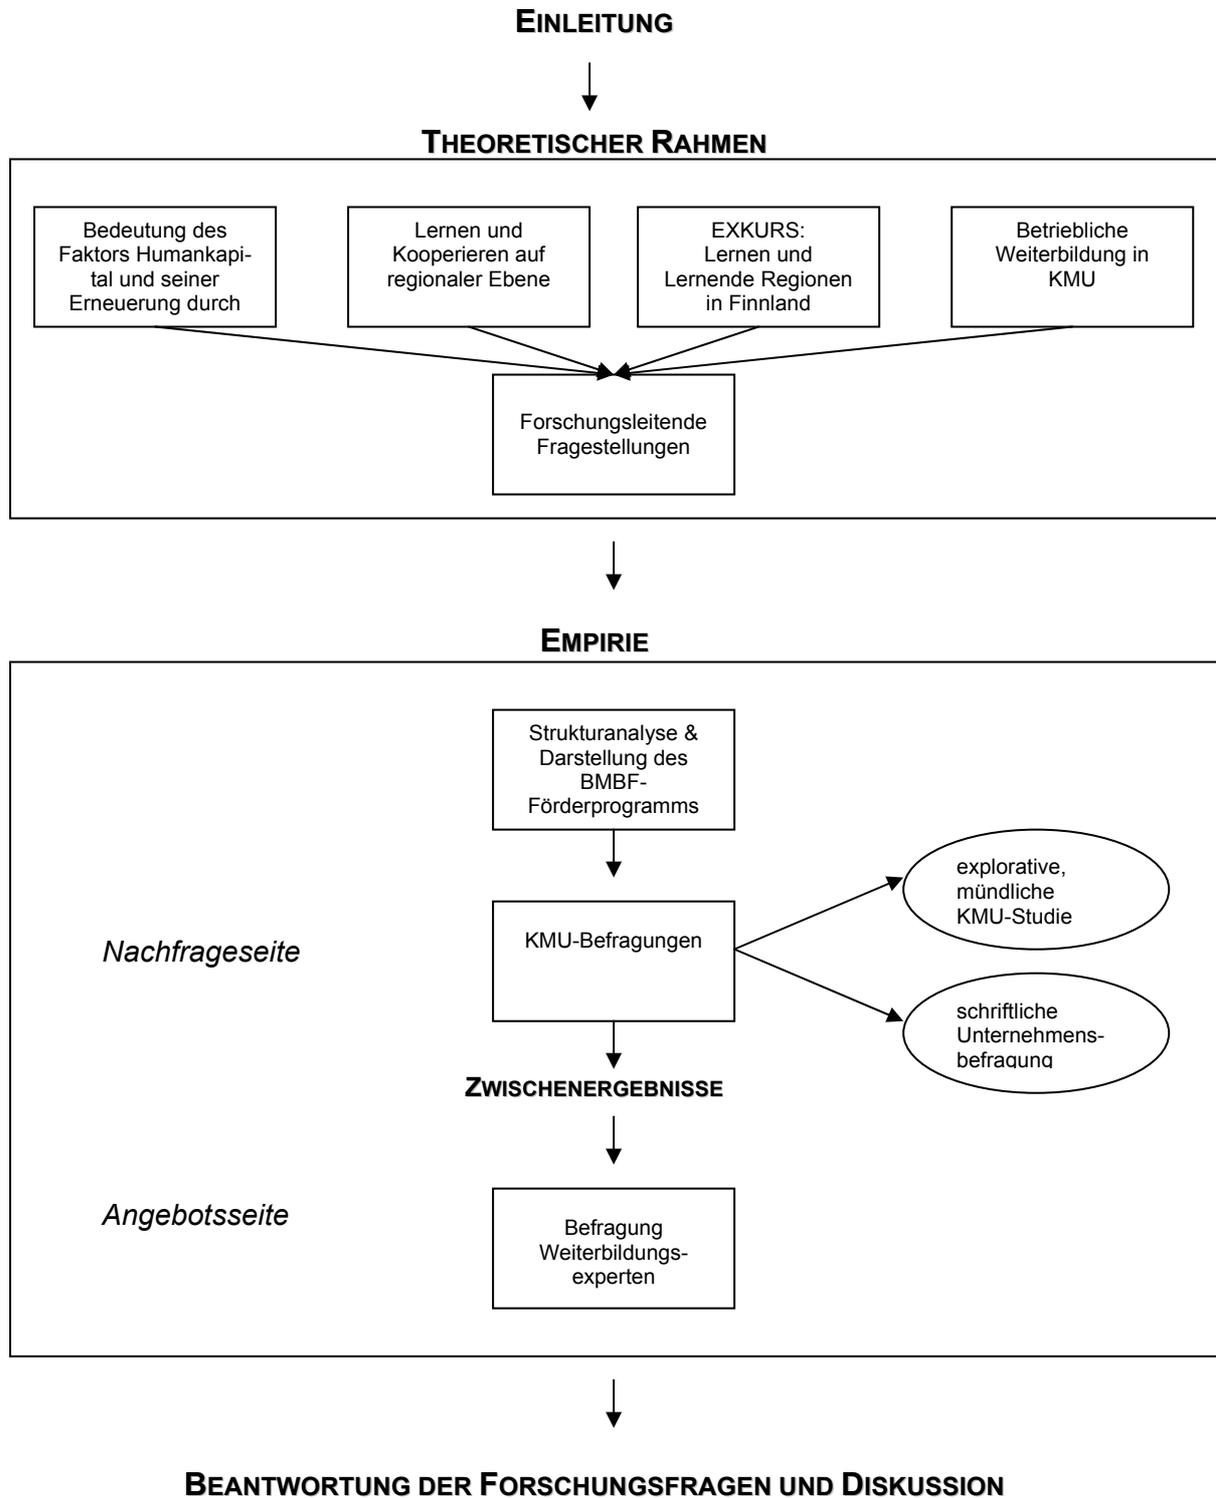 EINLEITUNG
THEORETISCHER RAHMEN
Bedeutung des
Faktors Humankapi-
tal und seiner
Erneuerung durch
Lernen und
Kooperieren auf
regionaler Ebene
EXKURS:
Lernen und
Lernende Regionen
in Finnland
Betriebliche
Weiterbildung in
KMU
Forschungsleitende
Fragestellungen
EMPIRIE
Strukturanalyse &
Darstellung des
BMBF-
Förderprogramms
Nachfrageseite
KMU-Befragungen
explorative,
mündliche
KMU-Studie
schriftliche
Unternehmens-
befragung
ZWISCHENERGEBNISSE
Angebotsseite
Befragung
Weiterbildungs-
experten
BEANTWORTUNG DER FORSCHUNGSFRAGEN UND DISKUSSION